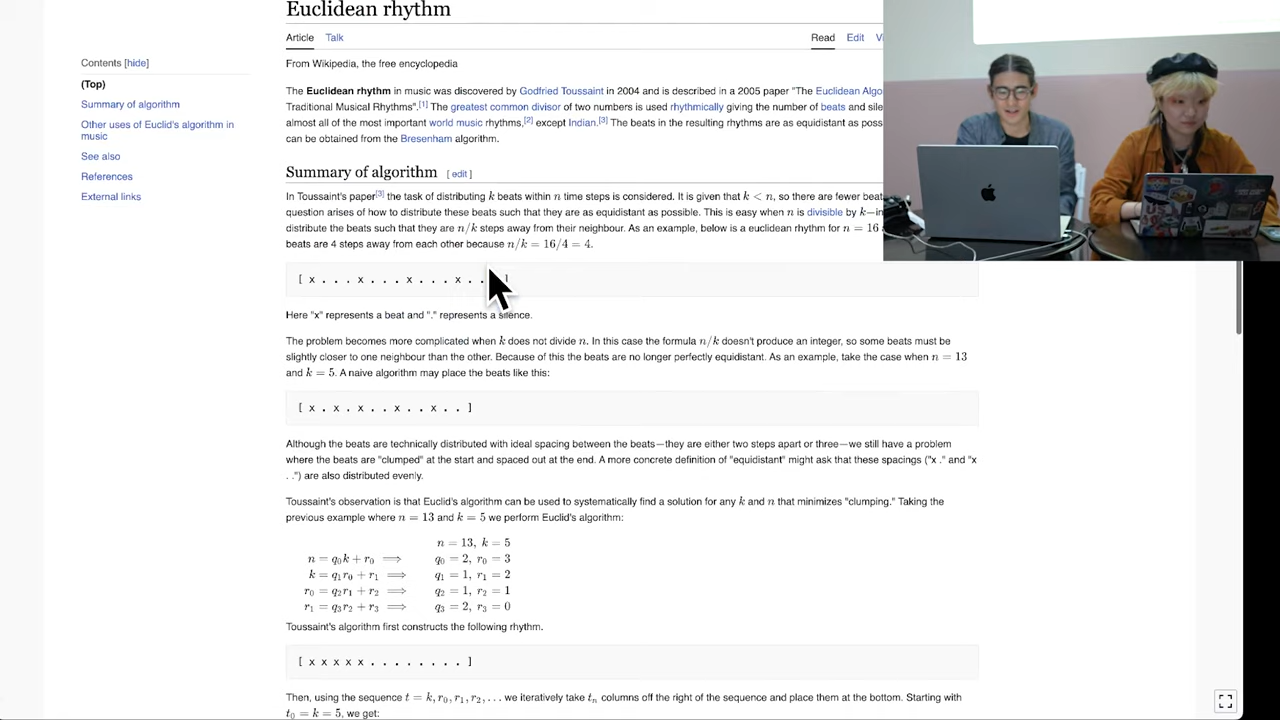 Euclidean rhythm
Article Talk Read Edit
Contents [hide]
(Top)
Summary of algorithm
Other uses of Euclid's algorithm in
music
See also
References
External links
From Wikipedia, the free encyclopedia
The Euclidean rhythm in music was discovered by Godfried Toussaint in 2004 and is described in a 2005 paper "The Euclidean Algo
Traditional Musical Rhythms".[1] The greatest common divisor of two numbers is used rhythmically giving the number of beats and sile
almost all of the most important world music rhythms,[2] except Indian.[3] The beats in the resulting rhythms are as equidistant as poss
can be obtained from the Bresenham algorithm.
Summary of algorithm [ edit ]
In Toussaint's paper[3] the task of distributing k beats within n time steps is considered. It is given that k < n, so there are fewer beat
question arises of how to distribute these beats such that they are as equidistant as possible. This is easy when n is divisible by k—in
distribute the beats such that they are n/k steps away from their neighbour. As an example, below is a euclidean rhythm for n = 16
beats are 4 steps away from each other because n/k = 16/4 = 4.
[ x . . . x . . . x . . . x . . ]
Here "x" represents a beat and "." represents a silence.
The problem becomes more complicated when k does not divide n. In this case the formula n/k doesn't produce an integer, so some beats must be
slightly closer to one neighbour than the other. Because of this the beats are no longer perfectly equidistant. As an example, take the case when n = 13
and k = 5. A naive algorithm may place the beats like this:
[ x . x . x . . x . . x . . ]
Although the beats are technically distributed with ideal spacing between the beats—they are either two steps apart or three—we still have a problem
where the beats are "clumped" at the start and spaced out at the end. A more concrete definition of "equidistant" might ask that these spacings ("x ." and "x
. .") are also distributed evenly.
Toussaint's observation is that Euclid's algorithm can be used to systematically find a solution for any k and n that minimizes "clumping." Taking the
previous example where n = 13 and k = 5 we perform Euclid's algorithm:
n = 13, k = 5
n = q0k + r0 ⟹ q0 = 2, r0 = 3
k = q1r0 + r1 ⟹ q1 = 1, r1 = 2
r0 = q2r1 + r2 ⟹ q2 = 1, r2 = 1
r1 = q3r2 + r3 ⟹ q3 = 2, r3 = 0
Toussaint's algorithm first constructs the following rhythm.
[ x x x x x . . . . . . . . ]
Then, using the sequence t = k, r0, r1, r2, . . . we iteratively take tn columns off the right of the sequence and place them at the bottom. Starting with
t0 = k = 5, we get: